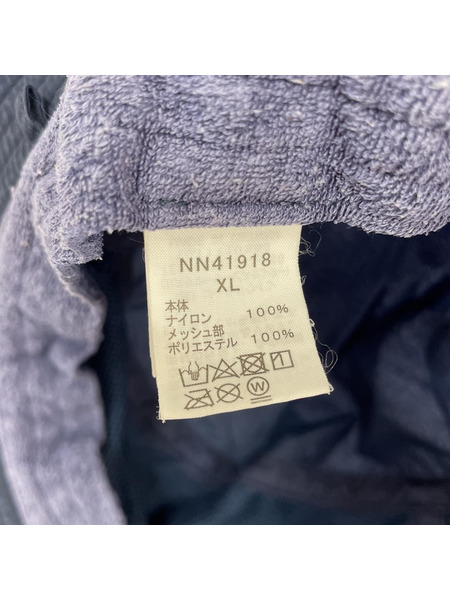 NN41918
XL
本体
ナイロン 100%
メッシュ部
ポリエステル 100%
W